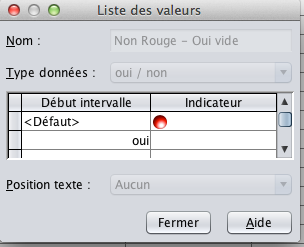 Liste des valeurs
Nom : Non Rouge – Oui vide
Type données : oui / non
Début intervalle Indicateur
<Défaut>
oui
Position texte : Aucun
Fermer Aide